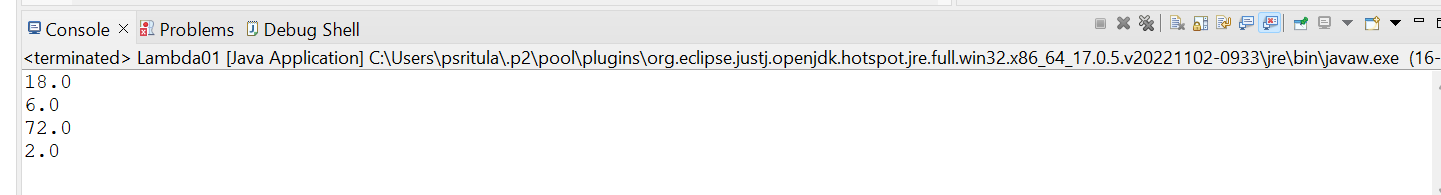 Console Problems Debug Shell
<terminated> Lambda01 [Java Application] C:\Users\psritula\.p2\pool\plugins\org.eclipse.justj.openjdk.hotspot.jre.full.win32.x86_64_17.0.5.v20221102-0933\jre\bin\javaw.exe (16-
18.0
6.0
72.0
2.0